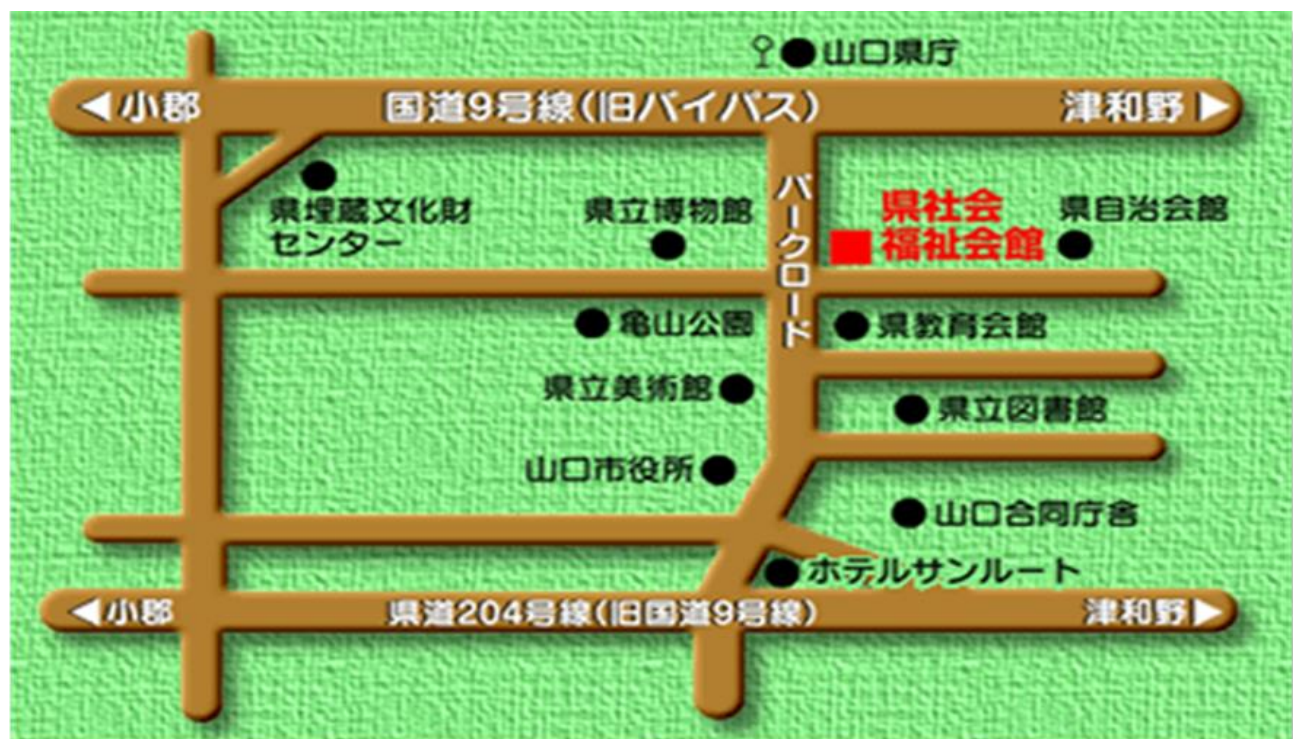 山口県庁
◀小郡
国道9号線(旧バイパス)
津和野▶
パークロード
県埋蔵文化財
センター
県立博物館
県社会
福祉会館
県自治会館
亀山公園
県教育会館
県立美術館
県立図書館
山口市役所
山口合同庁舎
ホテルサンルート
◀小郡
県道204号線(旧国道9号線)
津和野▶